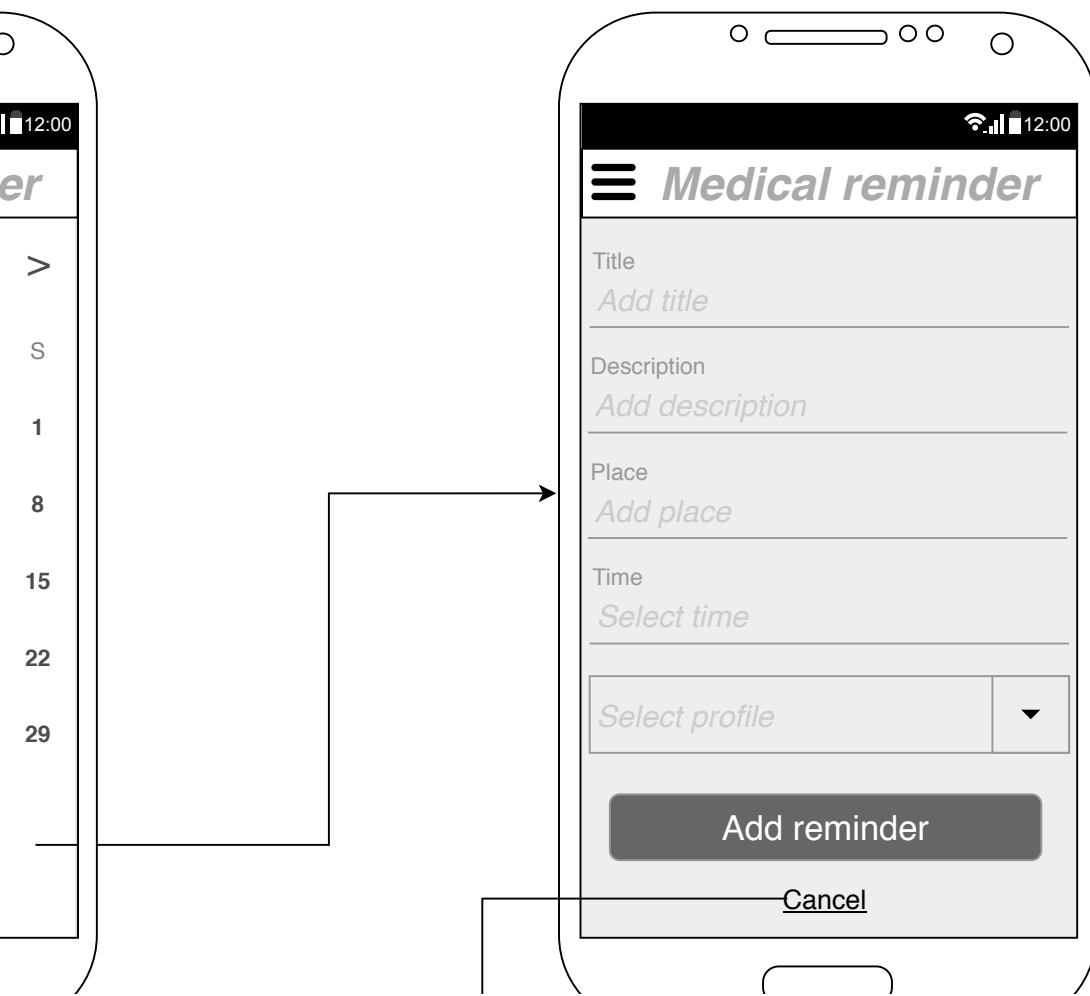 12:00
er
>
S
1
8
15
22
29
12:00
Medical reminder
Title
Add title
Description
Add description
Place
Add place
Time
Select time
Select profile
Add reminder
Cancel